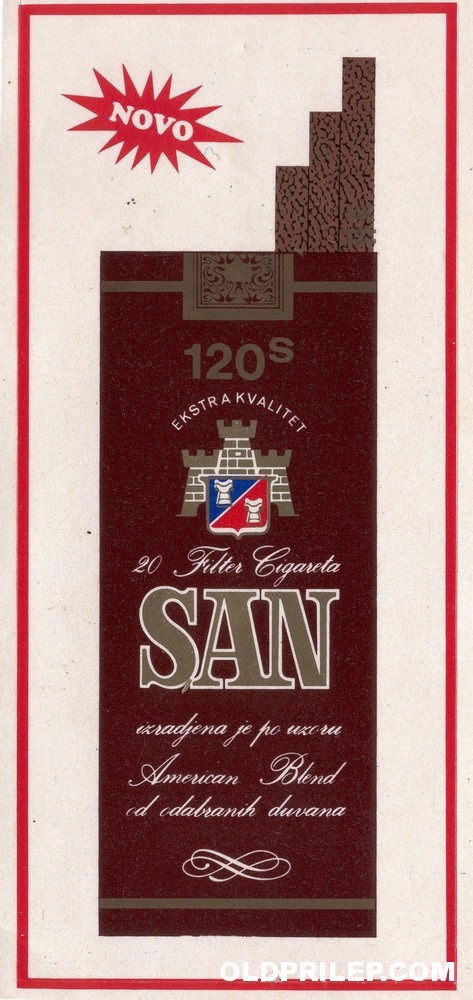 NOVO
120S
EKSTRA KVALITET
20 Filter Cigareta
SAN
izradjena je po uzoru
American Blend
od odabranih duvana
OLDPRILEP.COM